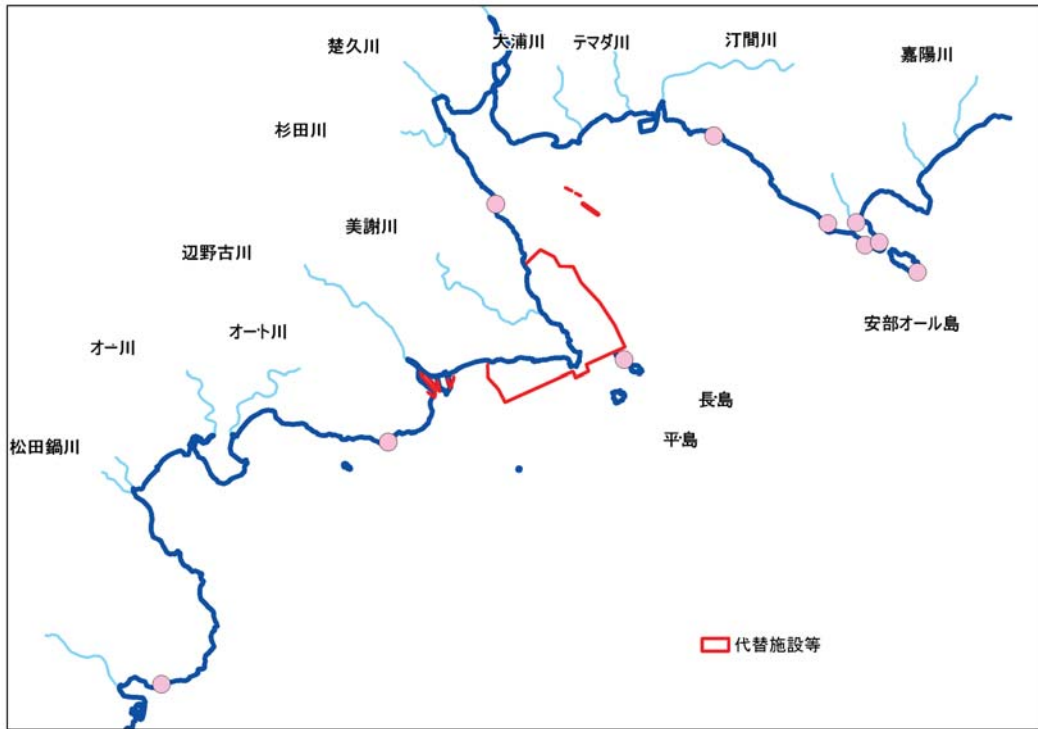 楚久川
大浦川
テマダ川
汀間川
嘉陽川
杉田川
美謝川
辺野古川
安部オール島
オー川
オート川
長島
平島
松田鍋川
代替施設等